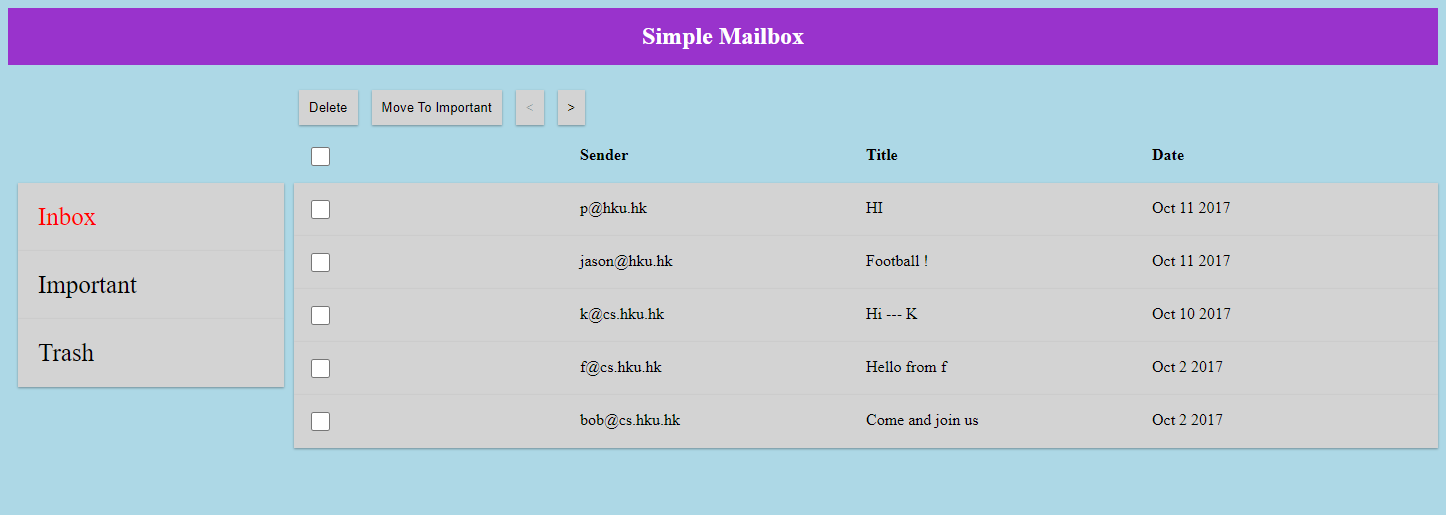 Simple Mailbox
Delete Move To Important < >
Sender Title Date
Inbox
Important
Trash
p@hku.hk HI Oct 11 2017
jason@hku.hk Football ! Oct 11 2017
k@cs.hku.hk Hi --- K Oct 10 2017
f@cs.hku.hk Hello from f Oct 2 2017
bob@cs.hku.hk Come and join us Oct 2 2017